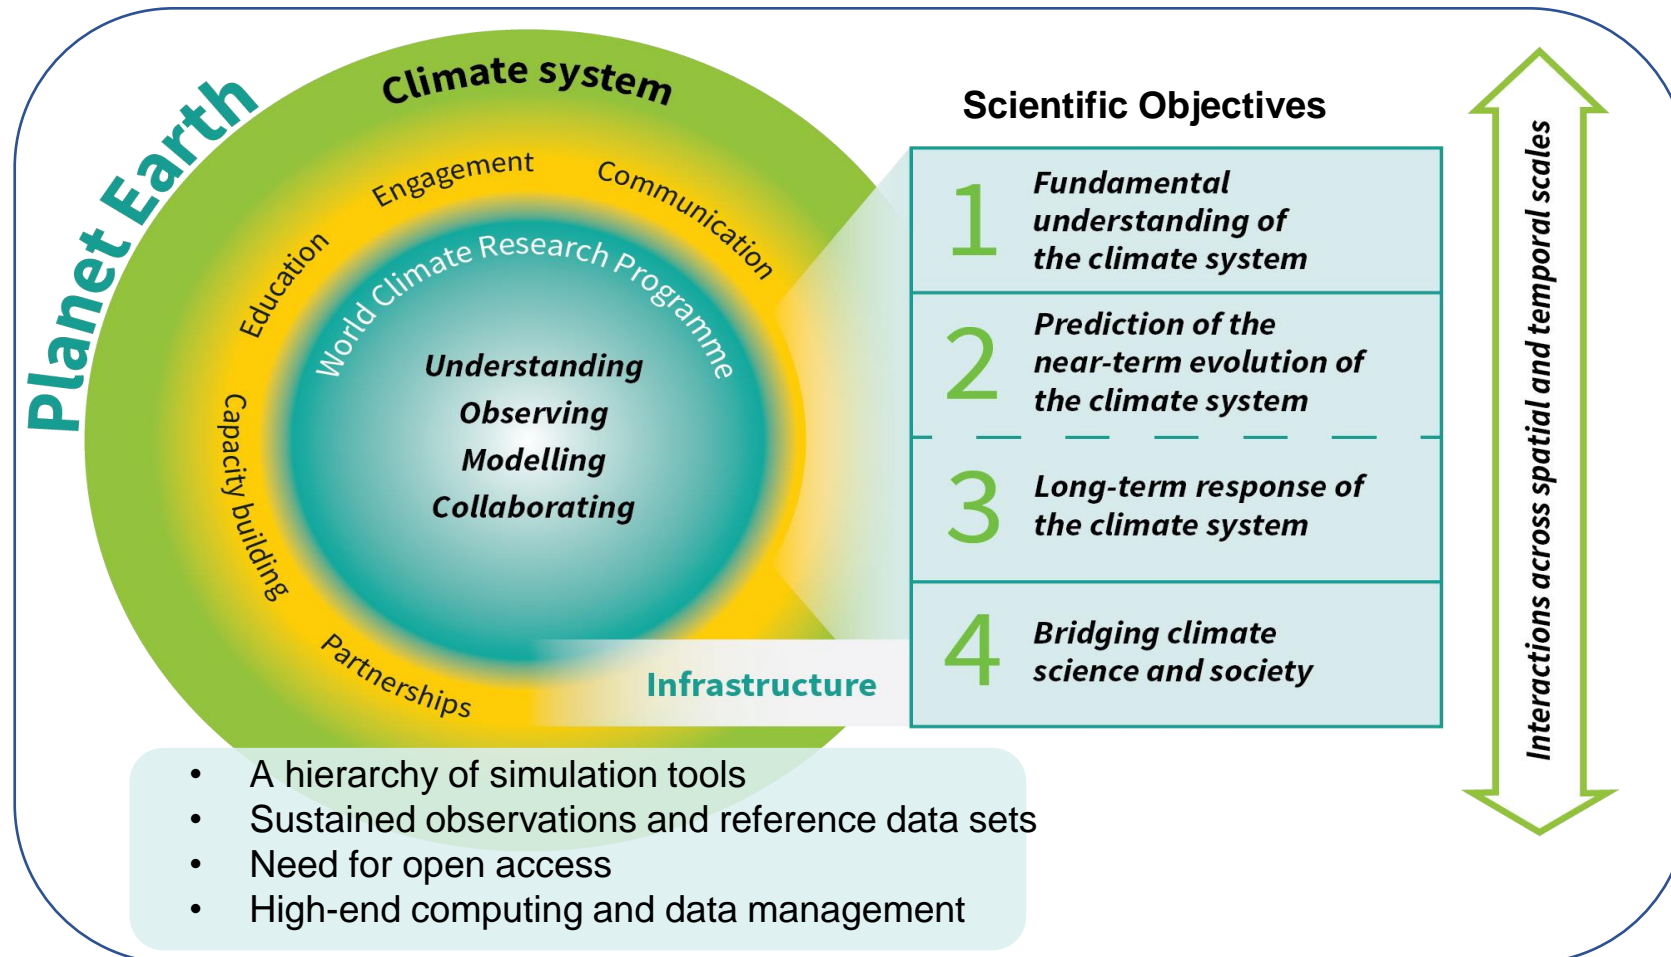 Planet Earth
Climate system
Engagement
Communication
Education
Capacity building
Partnerships
World Climate Research Programme
Understanding
Observing
Modelling
Collaborating
Infrastructure
Scientific Objectives
1
Fundamental
understanding of
the climate system
2
Prediction of the
near-term evolution of
the climate system
3
Long-term response of
the climate system
4
Bridging climate
science and society
Interactions across spatial and temporal scales
• A hierarchy of simulation tools
• Sustained observations and reference data sets
• Need for open access
• High-end computing and data management